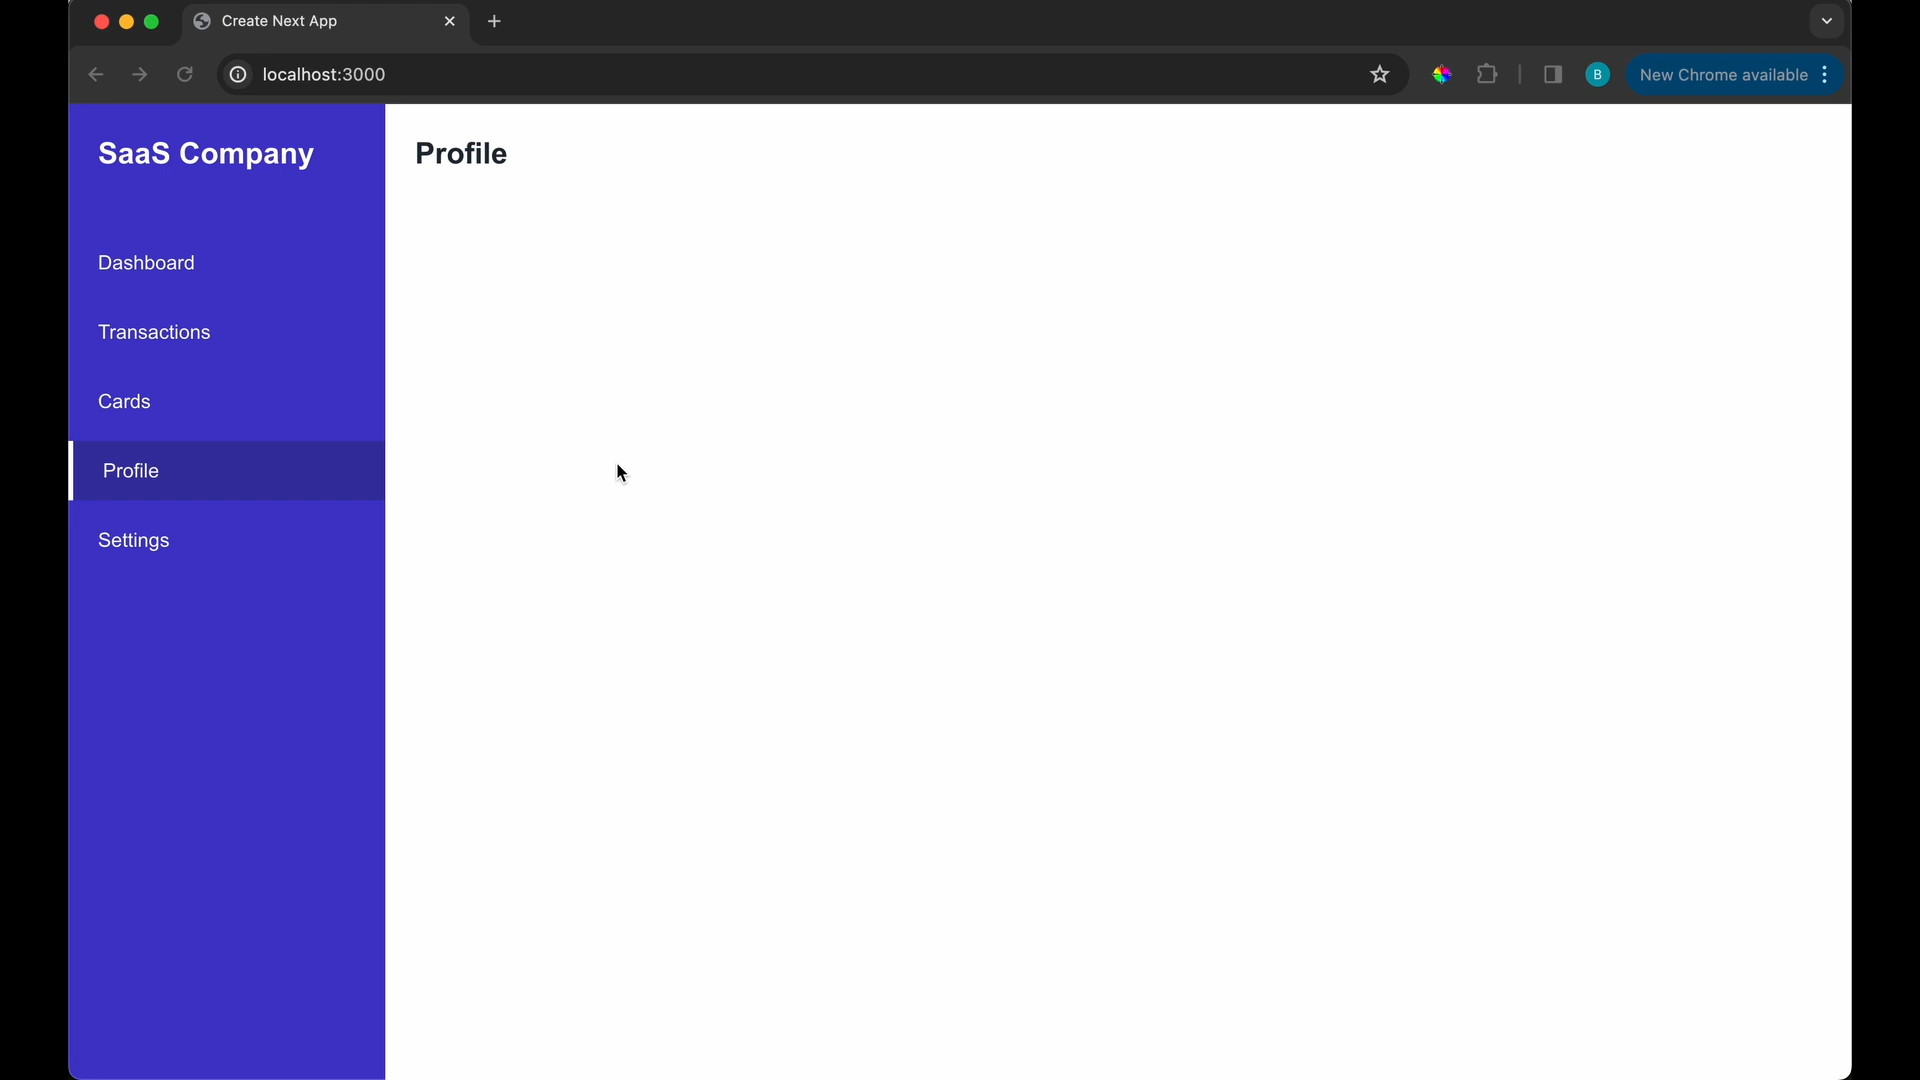 Create Next App
localhost:3000
B
New Chrome available
SaaS Company
Profile
Dashboard
Transactions
Cards
Profile
Settings